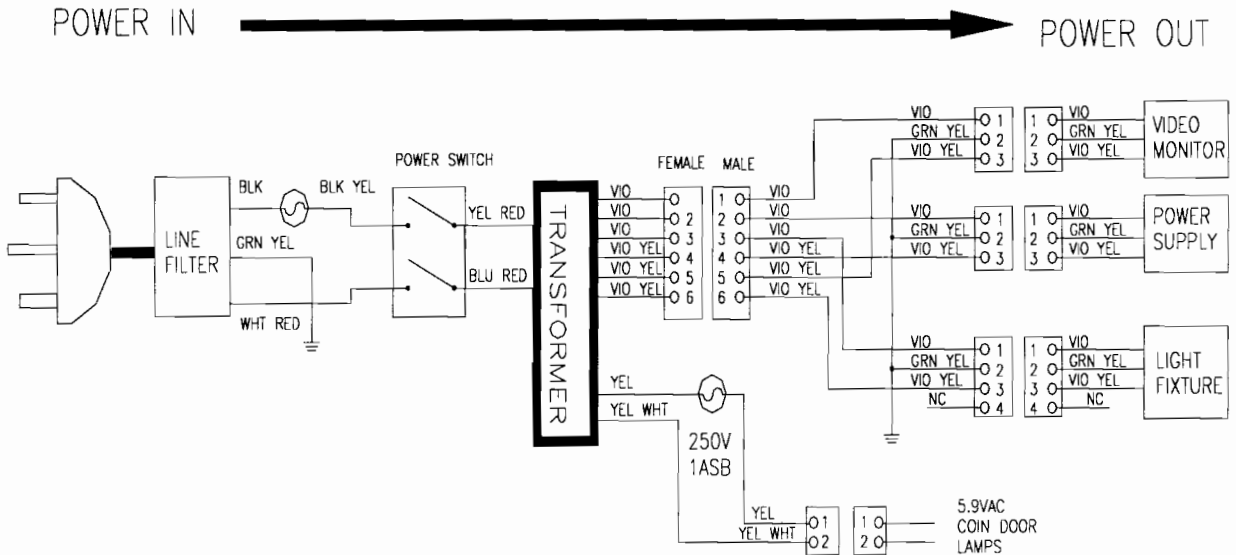 POWER IN
POWER OUT
VIO
GRN YEL
VIO YEL
1
2
3
1
2
3
VIO
GRN YEL
VIO YEL
VIDEO
MONITOR
POWER SWITCH
FEMALE
MALE
BLK
BLK YEL
GRN YEL
WHT RED
LINE
FILTER
YEL RED
BLU RED
TRANSFORMER
VIO
VIO
VIO
VIO YEL
VIO YEL
VIO YEL
2
3
4
5
6
1
2
3
4
5
6
VIO
VIO
VIO
VIO YEL
VIO YEL
VIO YEL
VIO
GRN YEL
VIO YEL
1
2
3
1
2
3
VIO
GRN YEL
VIO YEL
POWER
SUPPLY
VIO
GRN YEL
VIO YEL
NC
1
2
3
4
1
2
3
4
VIO
GRN YEL
VIO YEL
NC
LIGHT
FIXTURE
YEL
YEL WHT
250V
1ASB
YEL
YEL WHT
1
2
1
2
5.9VAC
COIN DOOR
LAMPS